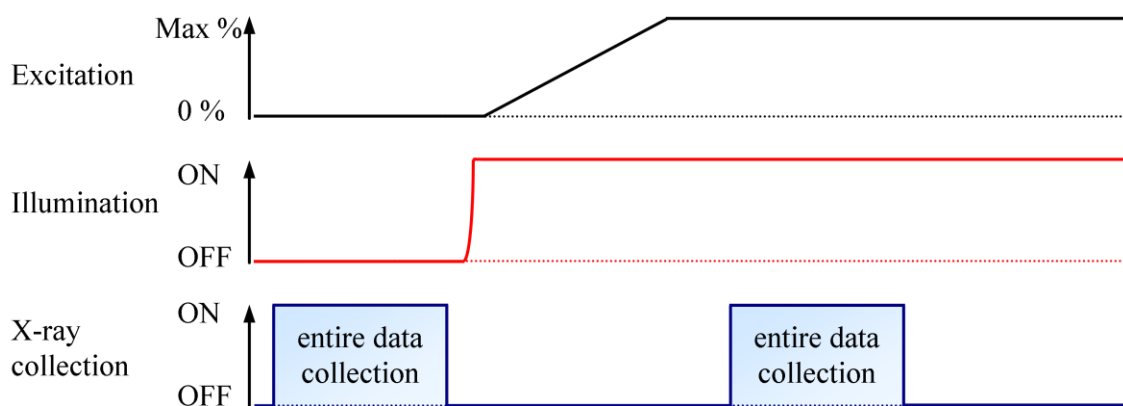 Max %
Excitation
0 %
ON
Illumination
OFF
ON
X-ray
collection
OFF
entire data
collection
entire data
collection